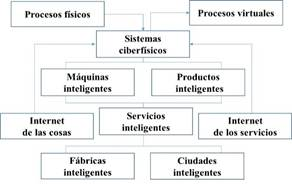 Procesos físicos
Procesos virtuales
Sistemas
ciberfísicos
Máquinas
inteligentes
Productos
inteligentes
Internet
de las cosas
Servicios
inteligentes
Internet
de los servicios
Fábricas
inteligentes
Ciudades
inteligentes